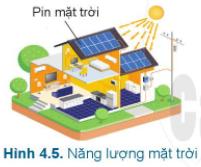 Pin mặt trời
Hình 4.5. Năng lượng mặt trời